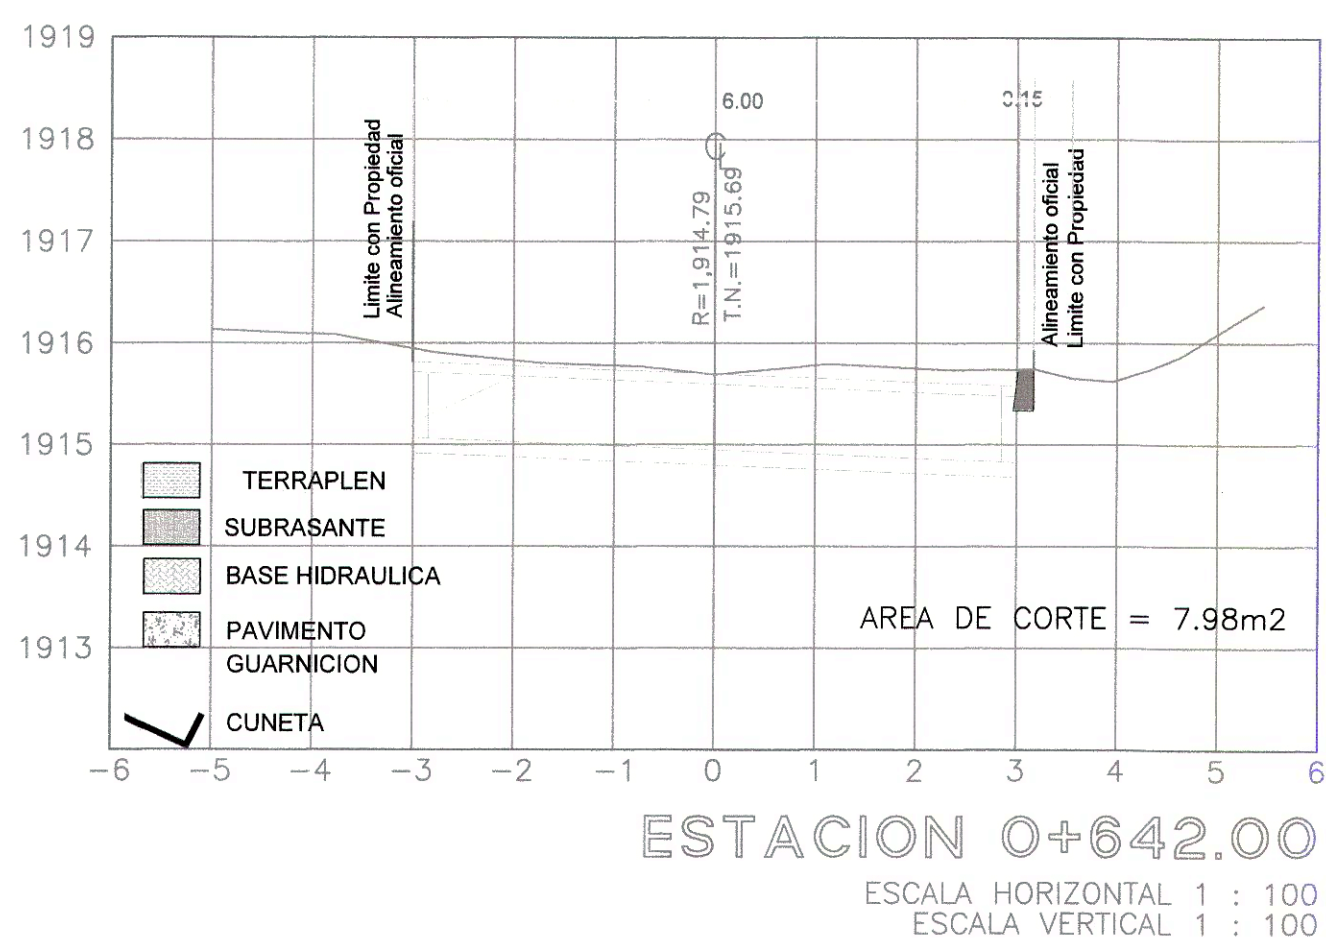 1919
1918
1917
1916
1915
1914
1913
6.00
0.15
Limite con Propiedad
Alineamiento oficial
CL
R=1,914.79
T.N.=1915.69
Alineamiento oficial
Limite con Propiedad
TERRAPLEN
SUBRASANTE
BASE HIDRAULICA
PAVIMENTO
GUARNICION
CUNETA
AREA DE CORTE = 7.98m2
-6 -5 -4 -3 -2 -1 0 1 2 3 4 5 6
ESTACION 0+642.00
ESCALA HORIZONTAL 1 : 100
ESCALA VERTICAL 1 : 100